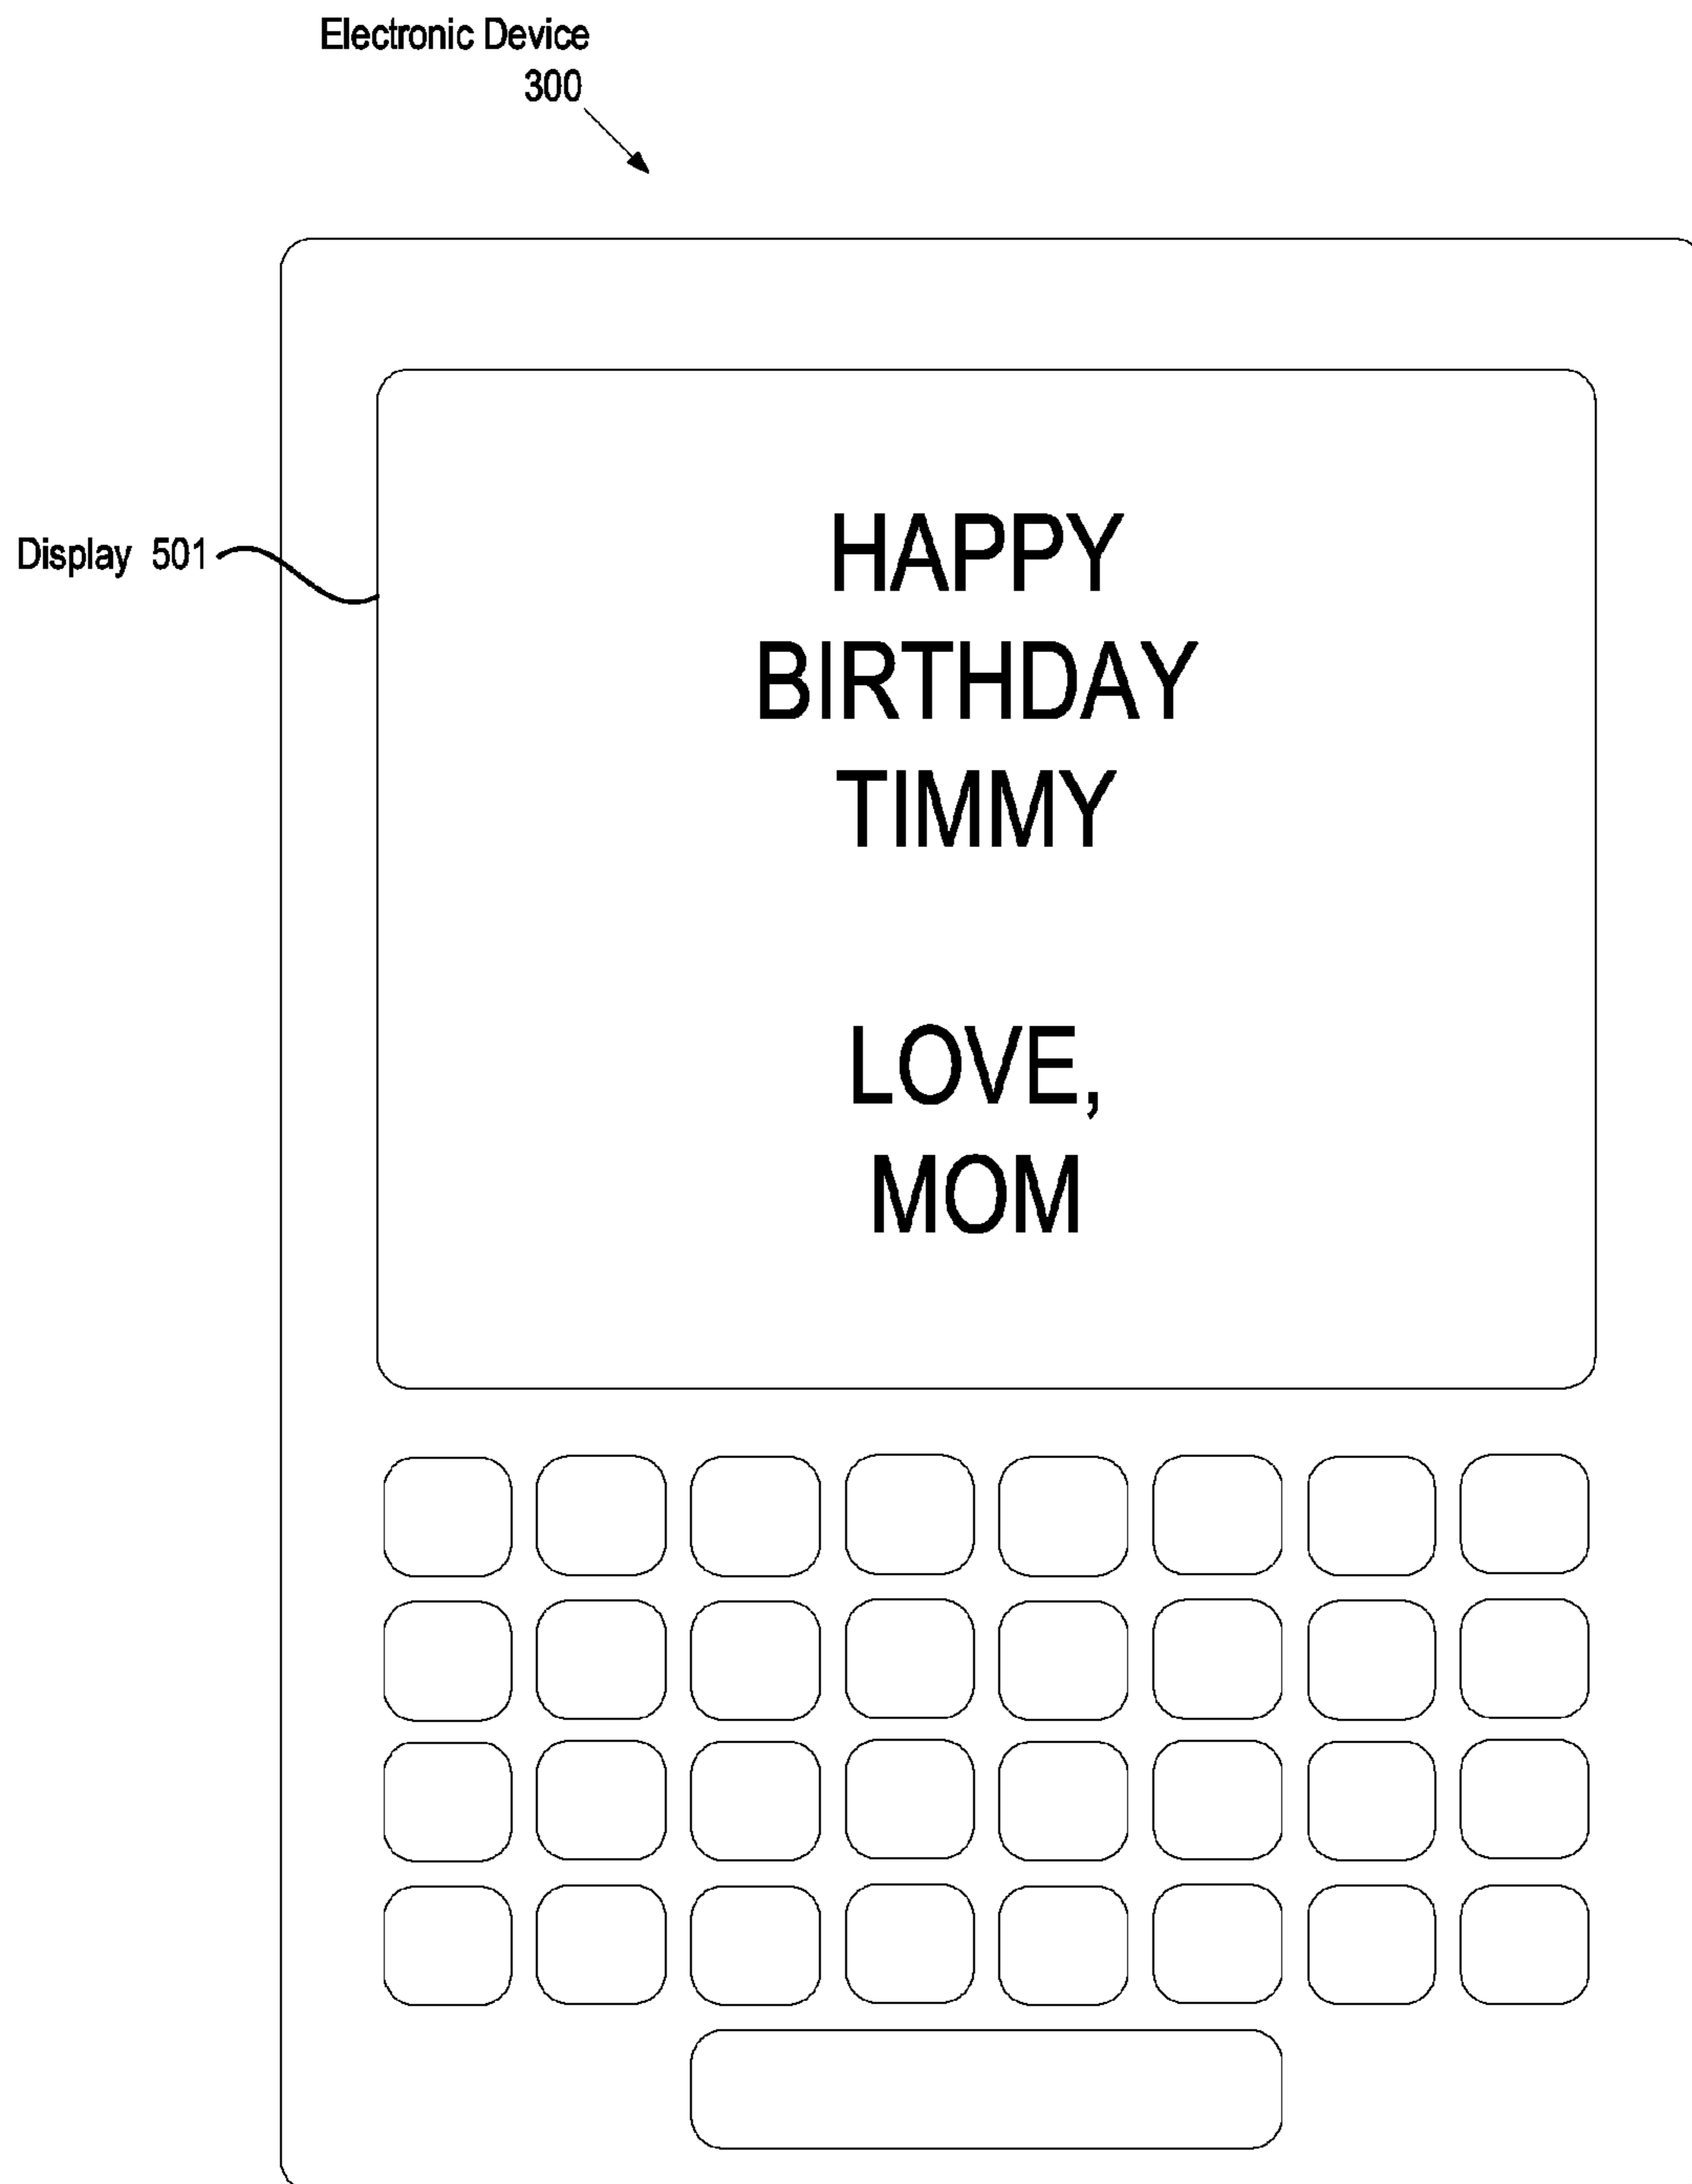 Electronic Device
300
Display 501
HAPPY
BIRTHDAY
TIMMY
LOVE,
MOM